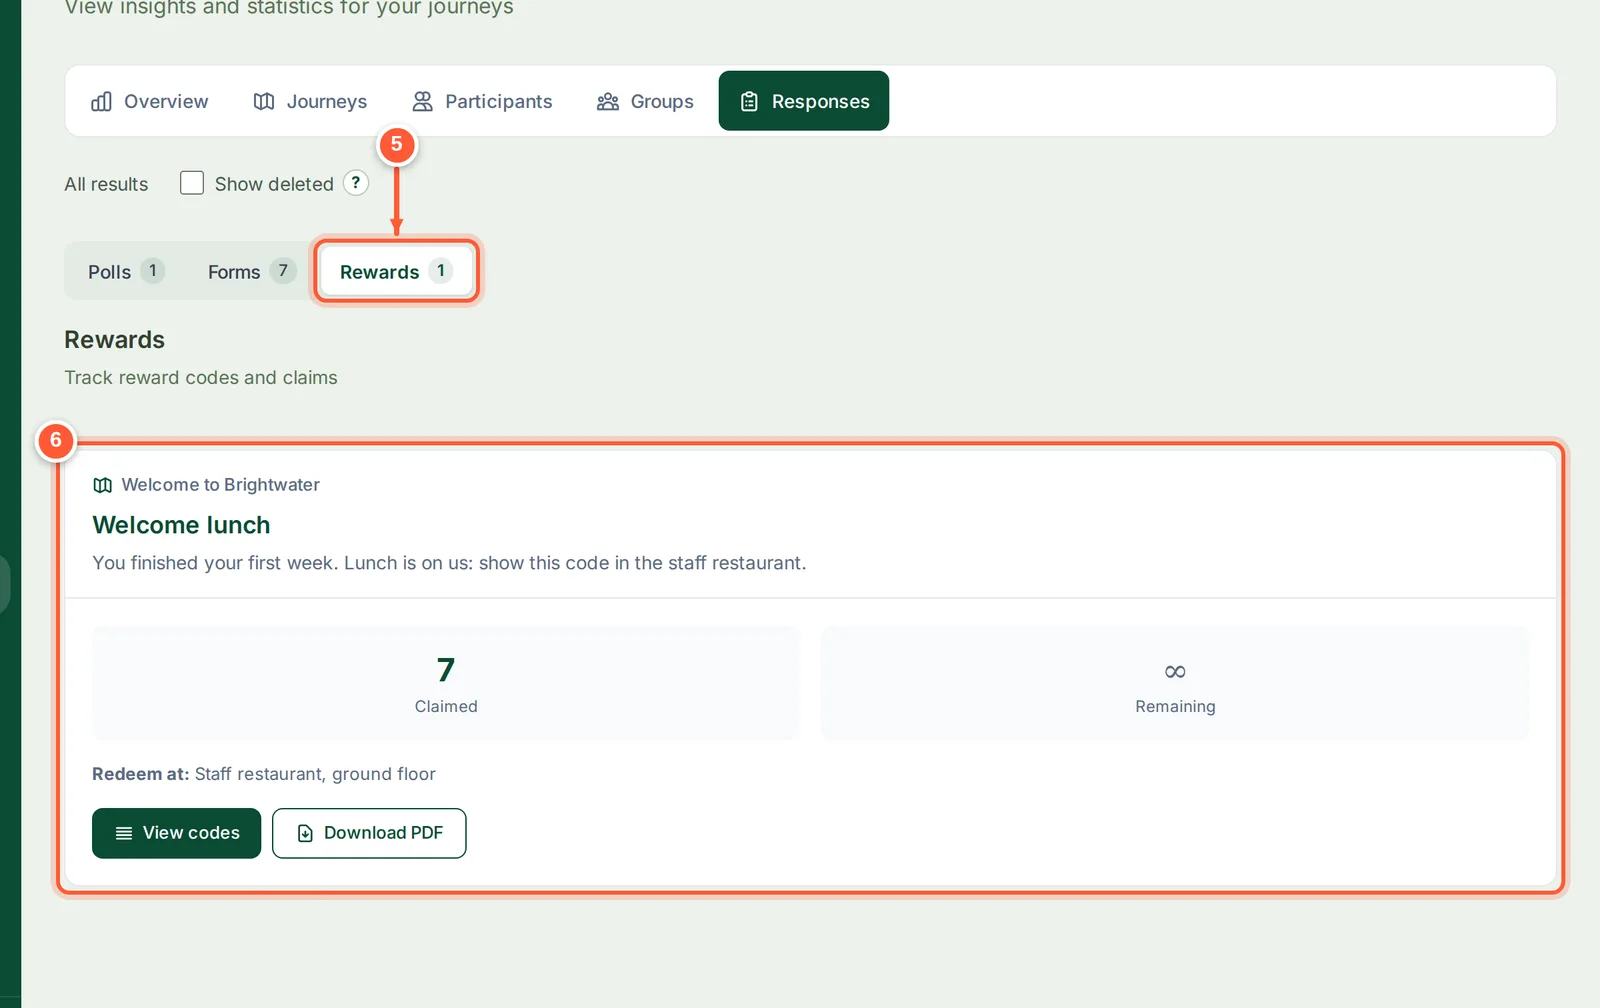 View insights and statistics for your journeys
Overview Journeys Participants Groups Responses
5
All results Show deleted ?
Polls 1 Forms 7 Rewards 1
Rewards
Track reward codes and claims
6
Welcome to Brightwater
Welcome lunch
You finished your first week. Lunch is on us: show this code in the staff restaurant.
7 ∞
Claimed Remaining
Redeem at: Staff restaurant, ground floor
View codes Download PDF